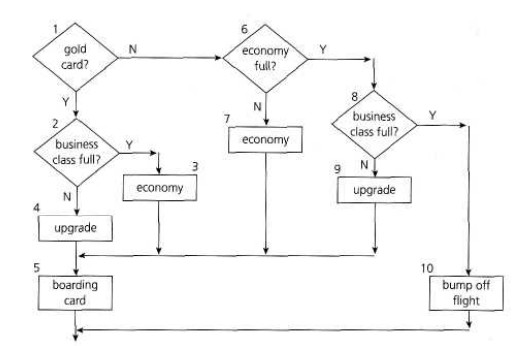 1
gold
card?
N
6
economy
full?
Y
Y
2
business
class full?
Y
N
3
economy
4
upgrade
5
boarding
card
N
7
economy
8
business
class full?
Y
N
9
upgrade
10
bump off
flight